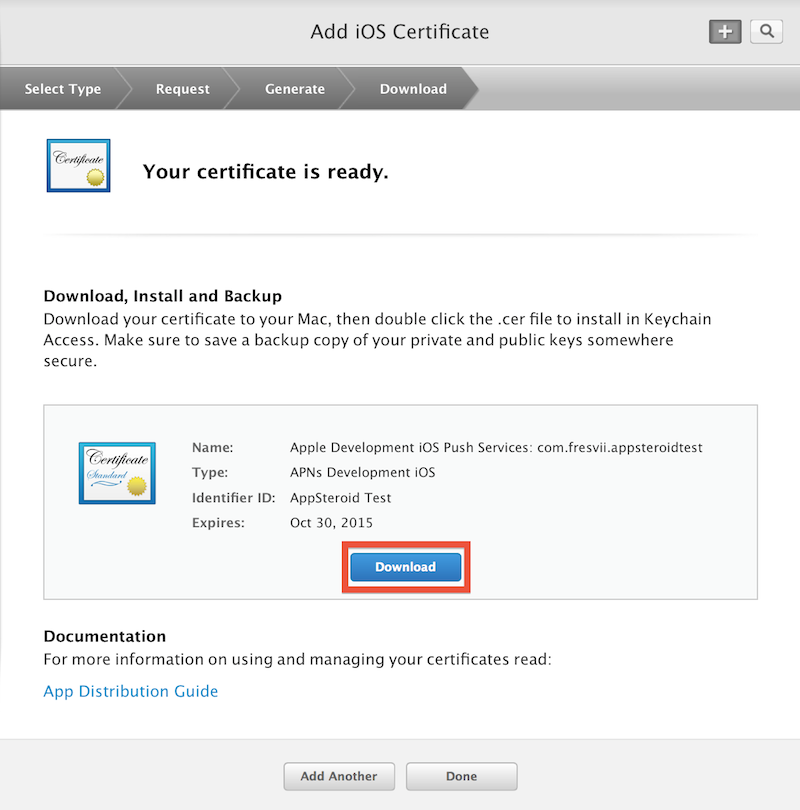 Add iOS Certificate
Select Type
Request
Generate
Download
Certificate
Your certificate is ready.
Download, Install and Backup
Download your certificate to your Mac, then double click the .cer file to install in Keychain
Access. Make sure to save a backup copy of your private and public keys somewhere
secure.
Certificate
Standard
Name: Apple Development iOS Push Services: com.fresvii.appsteroidtest
Type: APNs Development iOS
Identifier ID: AppSteroid Test
Expires: Oct 30, 2015
Download
Documentation
For more information on using and managing your certificates read:
App Distribution Guide
Add Another
Done